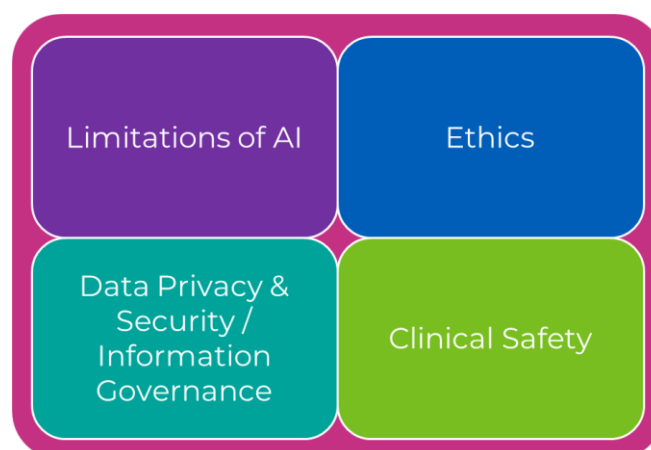 Limitations of AI
Ethics
Data Privacy &
Security /
Information
Governance
Clinical Safety